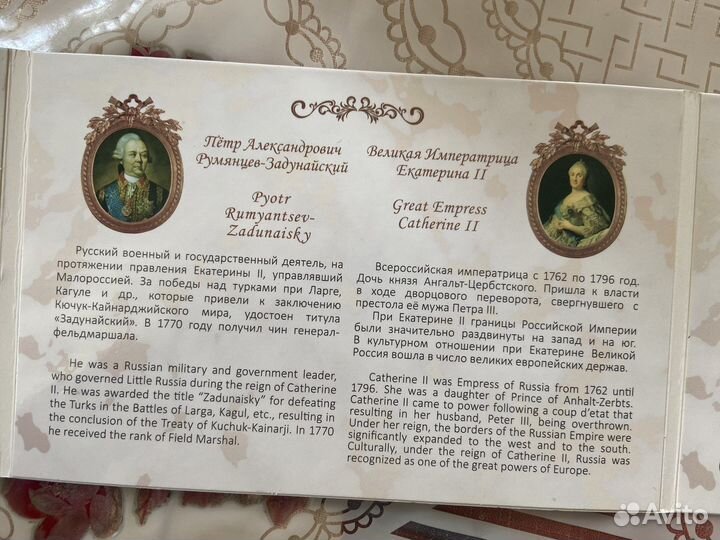 Пётр Александрович
Румянцев-Задунайский
Pyotr
Rumyantsev-
Zadunaisky
Русский военный и государственный деятель, на
протяжении правления Екатерины II, управлявший
Малороссией. За победы над турками при Ларге,
Кагуле и др., которые привели к заключению
Кючук-Кайнарджийского мира, удостоен титула
«Задунайский». В 1770 году получил чин генерал-
фельдмаршала.
He was a Russian military and government leader,
who governed Little Russia during the reign of Catherine
II. He was awarded the title “Zadunaisky” for defeating
the Turks in the Battles of Larga, Kagul, etc., resulting in
the conclusion of the Treaty of Kuchuk-Kainarji. In 1770
he received the rank of Field Marshal.
Великая Императрица
Екатерина II
Great Empress
Catherine II
Всероссийская императрица с 1762 по 1796 год.
Дочь князя Ангальт-Цербстского. Пришла к власти
в ходе дворцового переворота, свергнувшего с
престола её мужа Петра III.
При Екатерине II границы Российской Империи
были значительно раздвинуты на запад и на юг.
В культурном отношении при Екатерине Великой
Россия вошла в число великих европейских держав.
Catherine II was Empress of Russia from 1762 until
1796. She was a daughter of Prince of Anhalt-Zerbts.
Catherine II came to power following a coup d’etat that
resulting in her husband, Peter III, being overthrown.
Under her reign, the borders of the Russian Empire were
significantly expanded to the west and to the south.
Culturally, under the reign of Catherine II, Russia was
recognized as one of the great powers of Europe.
Avito